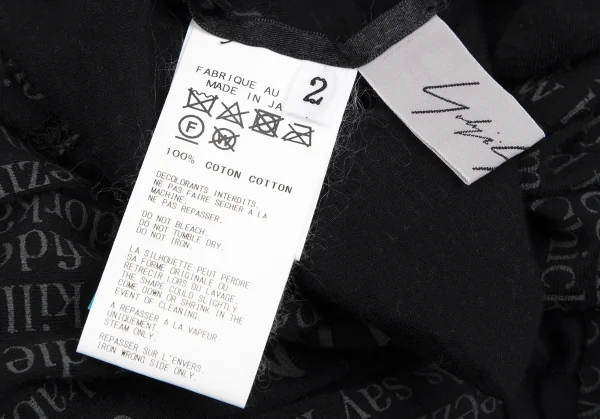 FABRIQUE AU
MADE IN JA
2
F
W
100% COTON COTTON
DECOLORANTS INTERDITS.
NE PAS FAIRE SECHER A LA
MACHINE
NE PAS REPASSER.
DO NOT BLEACH.
DO NOT TUMBLE DRY.
DO NOT IRON.
LA SILHOUETTE PEUT PERDRE
SA FORME ORIGINALE OU
RETRECIR LORS DU LAVAGE.
THE SHAPE COULD SLIGHTLY
COME DOWN OR SHRINK IN THE
EVENT OF CLEANING.
A REPASSER A LA VAPEUR
UNIQUEMENT.
STEAM ONLY.
REPASSER SUR L'ENVERS.
IRON WRONG SIDE ONLY.
kill
die
say